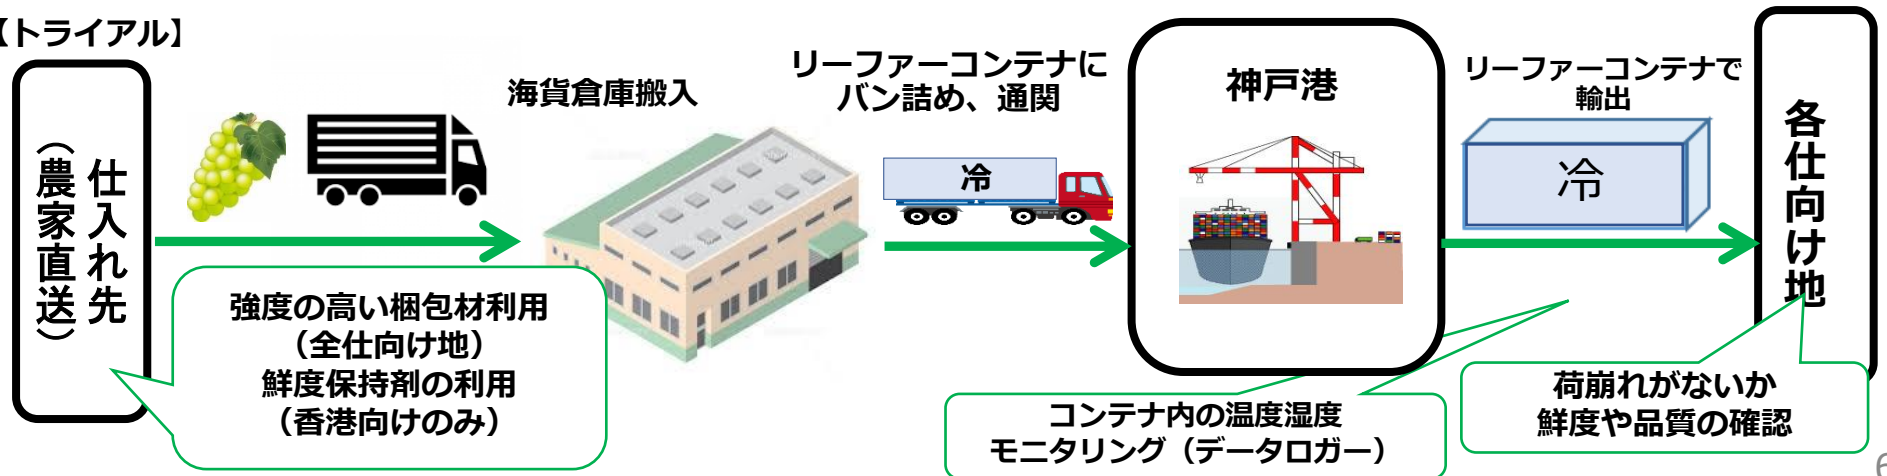 【トライアル】
仕入れ先
（農家直送）
海貨倉庫搬入
リーファーコンテナに
バン詰め、通関
冷
神戸港
リーファーコンテナで
輸出
冷
各仕向け地
強度の高い梱包材利用
（全仕向け地）
鮮度保持剤の利用
（香港向けのみ）
コンテナ内の温度湿度
モニタリング（データロガー）
荷崩れがないか
鮮度や品質の確認
6